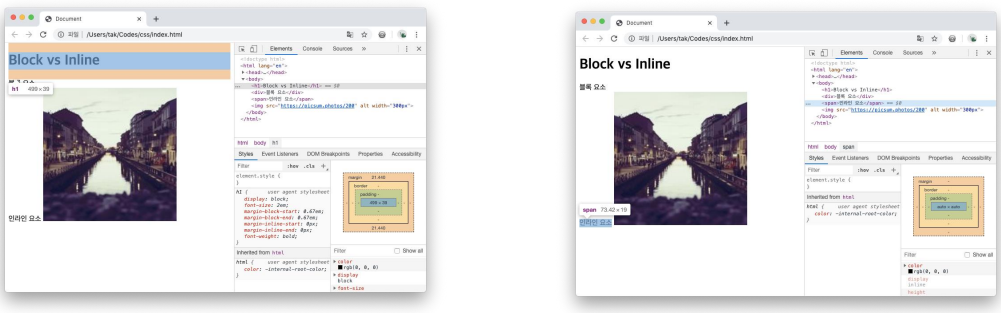 Document
파일 | /Users/tak/Codes/css/index.html
Block vs Inline
h1 499 × 39
인라인 요소
Elements Console Sources »
<!doctype html>
<html lang="en">
<head>…</head>
<body>
<h1>Block vs Inline</h1> == $0
<div>블록 요소</div>
<span>인라인 요소</span>
<img src="https://picsum.photos/200" alt width="300px">
</body>
</html>
html body h1
Styles Event Listeners DOM Breakpoints Properties Accessibility
Filter :hov .cls +
element.style {
}
h1 { user agent stylesheet
display: block;
font-size: 2em;
margin-block-start: 0.67em;
margin-block-end: 0.67em;
margin-inline-start: 0px;
margin-inline-end: 0px;
font-weight: bold;
}
Inherited from html
html { user agent stylesheet
color: -internal-root-color;
}
margin 21.440
border -
padding -
499 × 39
21.440
Filter Show all
color
rgb(0, 0, 0)
display
block
font-size
Document
파일 | /Users/tak/Codes/css/index.html
Block vs Inline
블록 요소
span 73.42 × 19
인라인 요소
Elements Console Sources »
<!doctype html>
<html lang="en">
<head>…</head>
<body>
<h1>Block vs Inline</h1>
<div>블록 요소</div>
<span>인라인 요소</span> == $0
<img src="https://picsum.photos/200" alt width="300px">
</body>
</html>
html body span
Styles Event Listeners DOM Breakpoints Properties Accessibility
Filter :hov .cls +
element.style {
}
Inherited from html
html { user agent stylesheet
color: -internal-root-color;
}
margin -
border -
padding -
auto × auto
Filter Show all
color
rgb(0, 0, 0)
display
inline
height